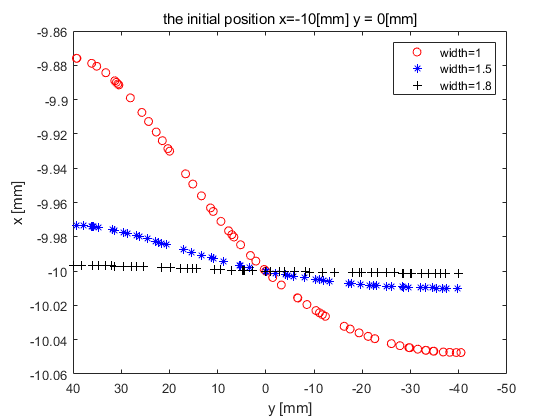 the initial position x=-10[mm] y = 0[mm]
-9.86
-9.88
-9.9
-9.92
-9.94
-9.96
-9.98
-10
-10.02
-10.04
-10.06
x [mm]
width=1
width=1.5
width=1.8
40 30 20 10 0 -10 -20 -30 -40 -50
y [mm]